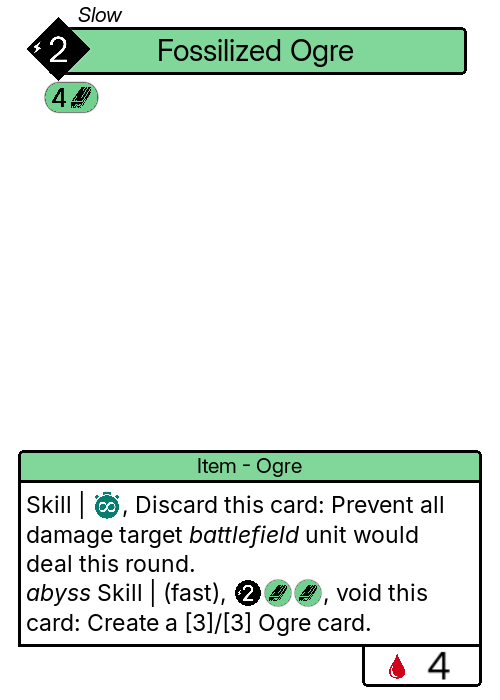 Slow
2 Fossilized Ogre
4
Item - Ogre
Skill | ∞, Discard this card: Prevent all
damage target battlefield unit would
deal this round.
abyss Skill | (fast), 2, void this
card: Create a [3]/[3] Ogre card.
4